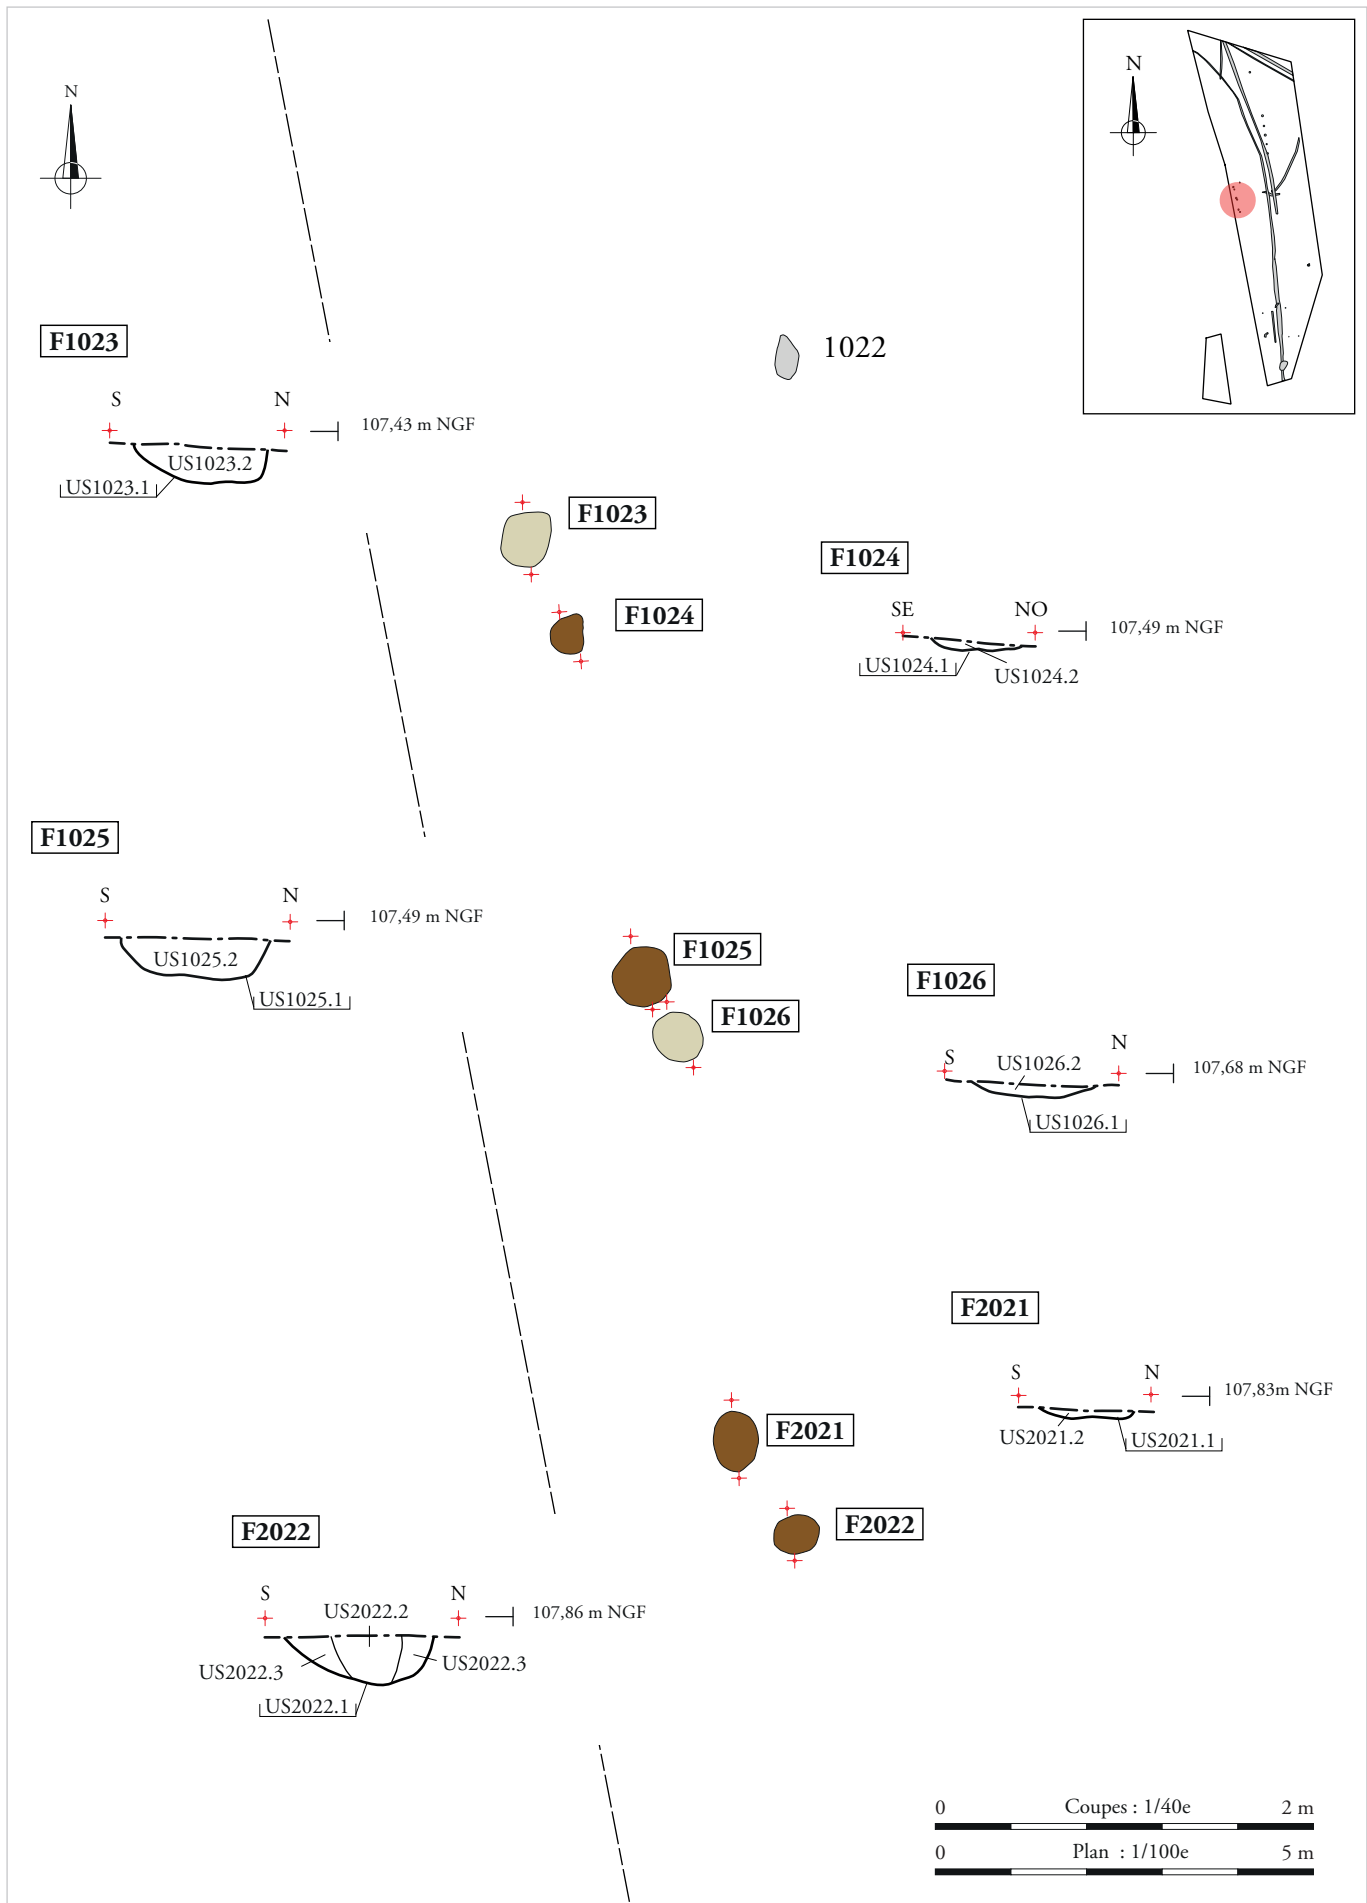 N
N
F1023
1022
S N
107,43 m NGF
US1023.2
US1023.1
F1023
F1024
F1024
SE NO
107,49 m NGF
US1024.1
US1024.2
F1025
S N
107,49 m NGF
US1025.2
US1025.1
F1025
F1026
F1026
S N
US1026.2
107,68 m NGF
US1026.1
F2021
S N
107,83m NGF
US2021.2
US2021.1
F2021
F2022
F2022
S N
US2022.2
107,86 m NGF
US2022.3
US2022.3
US2022.1
0 Coupes : 1/40e 2 m
0 Plan : 1/100e 5 m